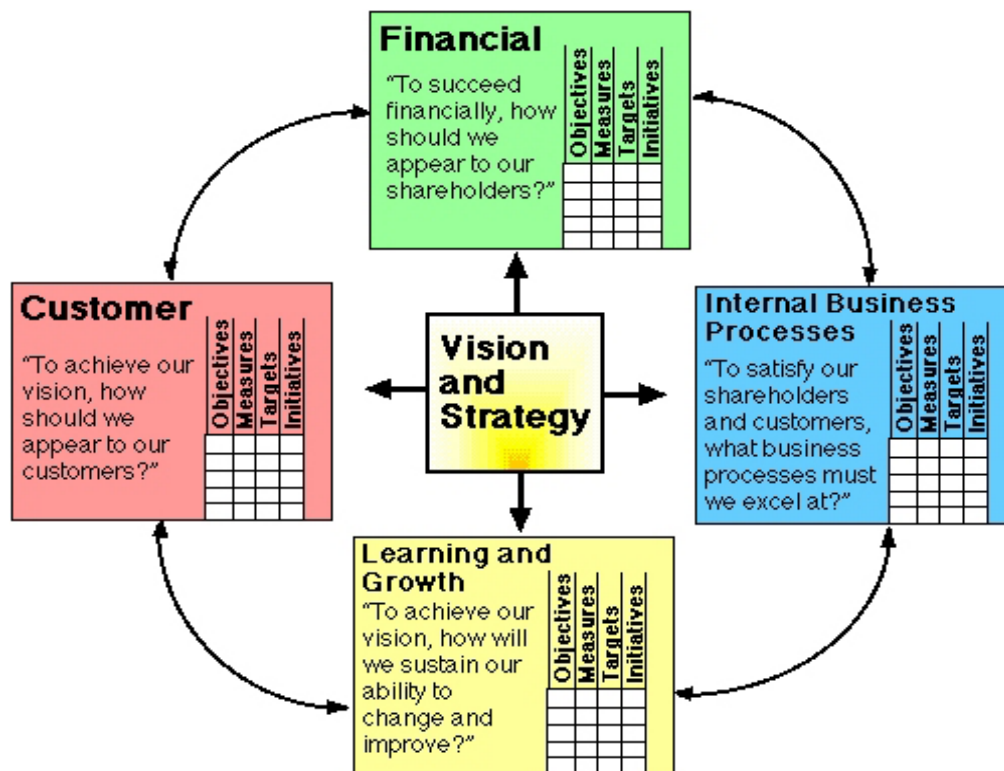 Financial
“To succeed
financially, how
should we
appear to our
shareholders?”
Objectives
Measures
Targets
Initiatives
Customer
“To achieve our
vision, how
should we
appear to our
customers?”
Objectives
Measures
Targets
Initiatives
Vision
and
Strategy
Internal Business
Processes
“To satisfy our
shareholders
and customers,
what business
processes must
we excel at?”
Objectives
Measures
Targets
Initiatives
Learning and
Growth
“To achieve our
vision, how will
we sustain our
ability to
change and
improve?”
Objectives
Measures
Targets
Initiatives